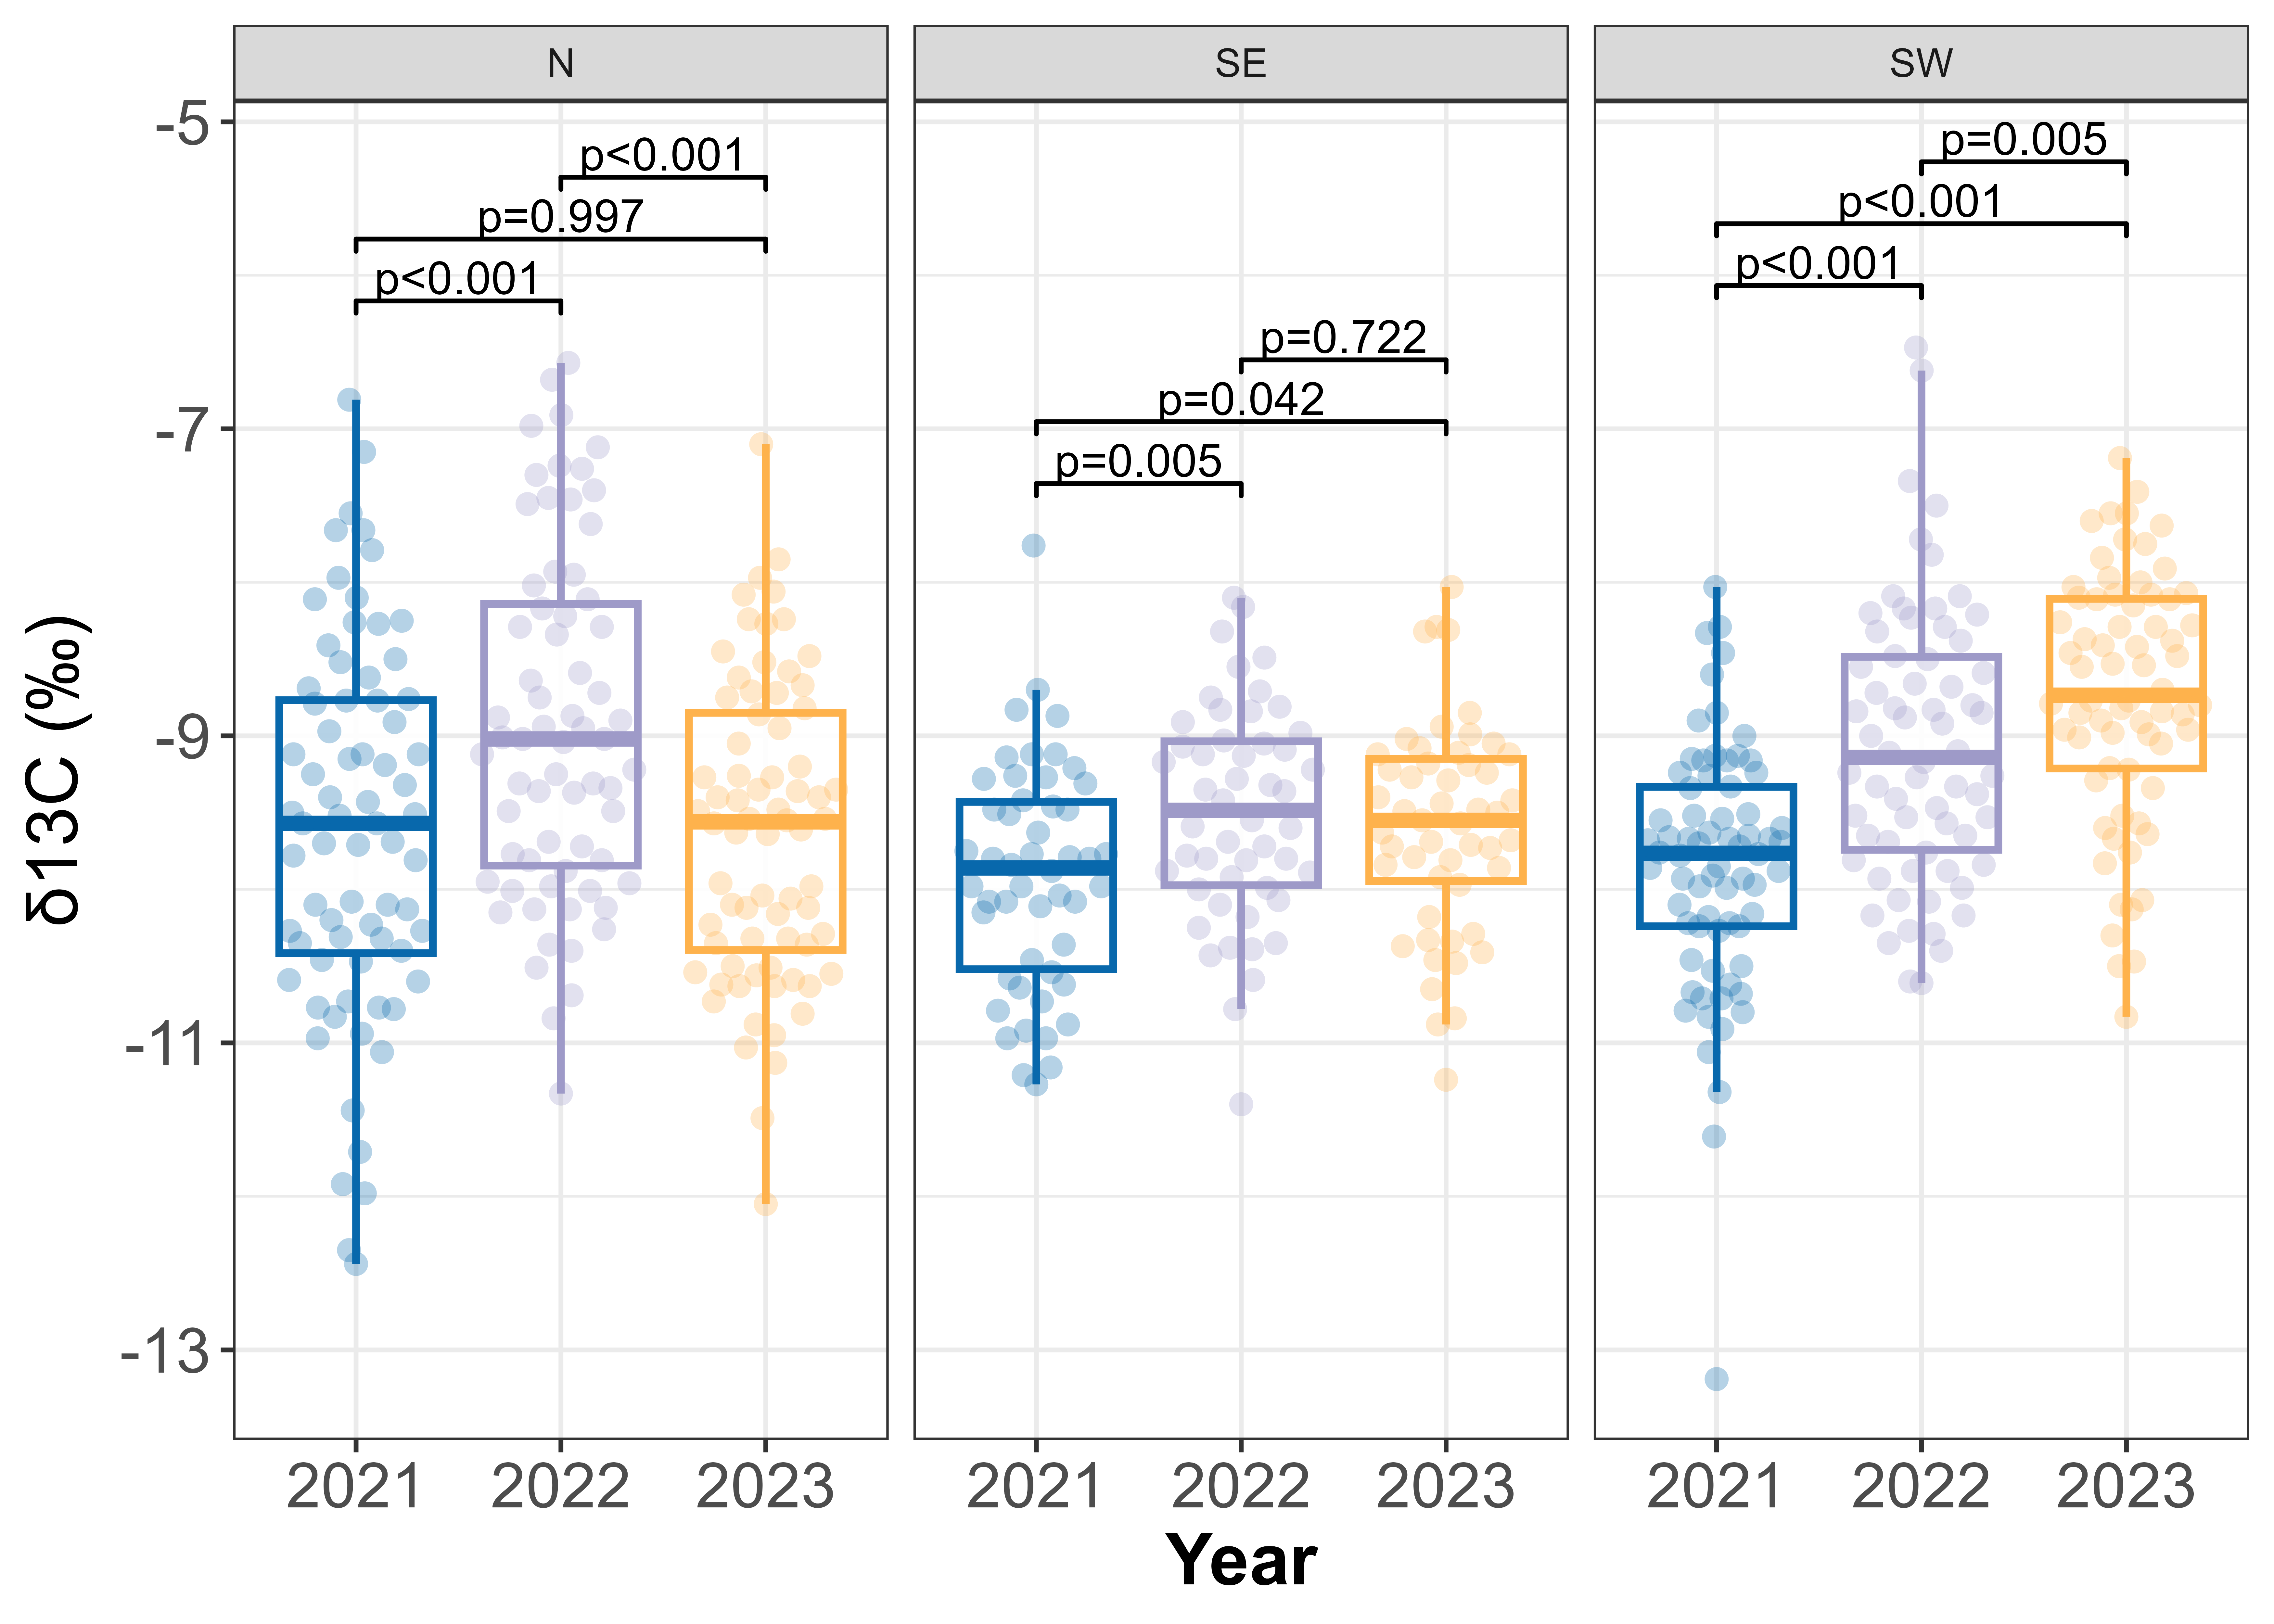 N SE SW
-5
p<0.001
p=0.997
p<0.001
p=0.722
p=0.042
p=0.005
p=0.005
p<0.001
p<0.001
-7
-9
-11
-13
δ13C (‰)
2021 2022 2023 2021 2022 2023 2021 2022 2023
Year